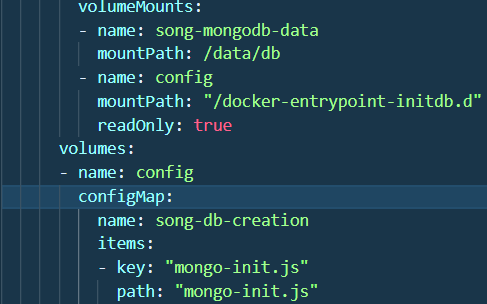 volumeMounts:
- name: song-mongodb-data
  mountPath: /data/db
- name: config
  mountPath: "/docker-entrypoint-initdb.d"
  readOnly: true
volumes:
- name: config
  configMap:
    name: song-db-creation
    items:
    - key: "mongo-init.js"
      path: "mongo-init.js"